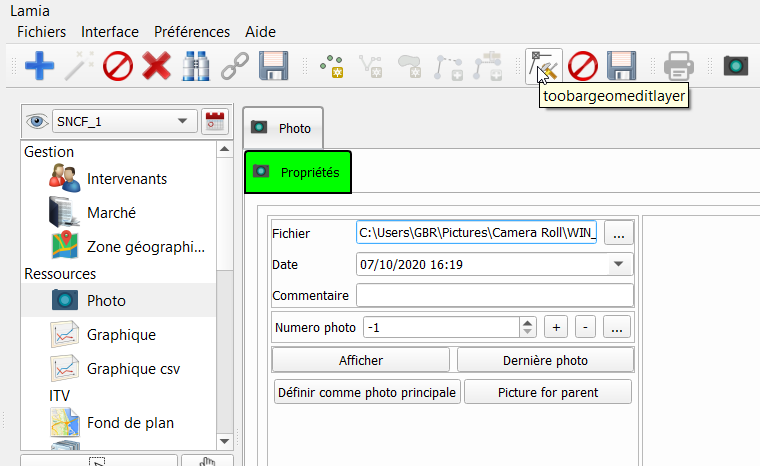 Lamia
Fichiers Interface Préférences Aide
toobargeomeditlayer
SNCF_1
Gestion
Intervenants
Marché
Zone géographi...
Ressources
Photo
Graphique
Graphique csv
ITV
Fond de plan
Photo
Propriétés
Fichier C:\Users\GBR\Pictures\Camera Roll\WIN_ ...
Date 07/10/2020 16:19
Commentaire
Numero photo -1 + - ...
Afficher Dernière photo
Définir comme photo principale Picture for parent